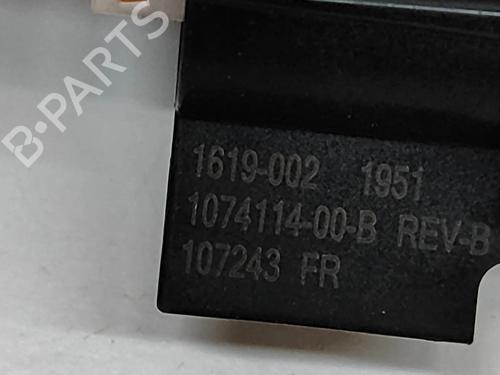 B-PARTS
1619-002 1951
1074114-00-B REV-B
107243 FR